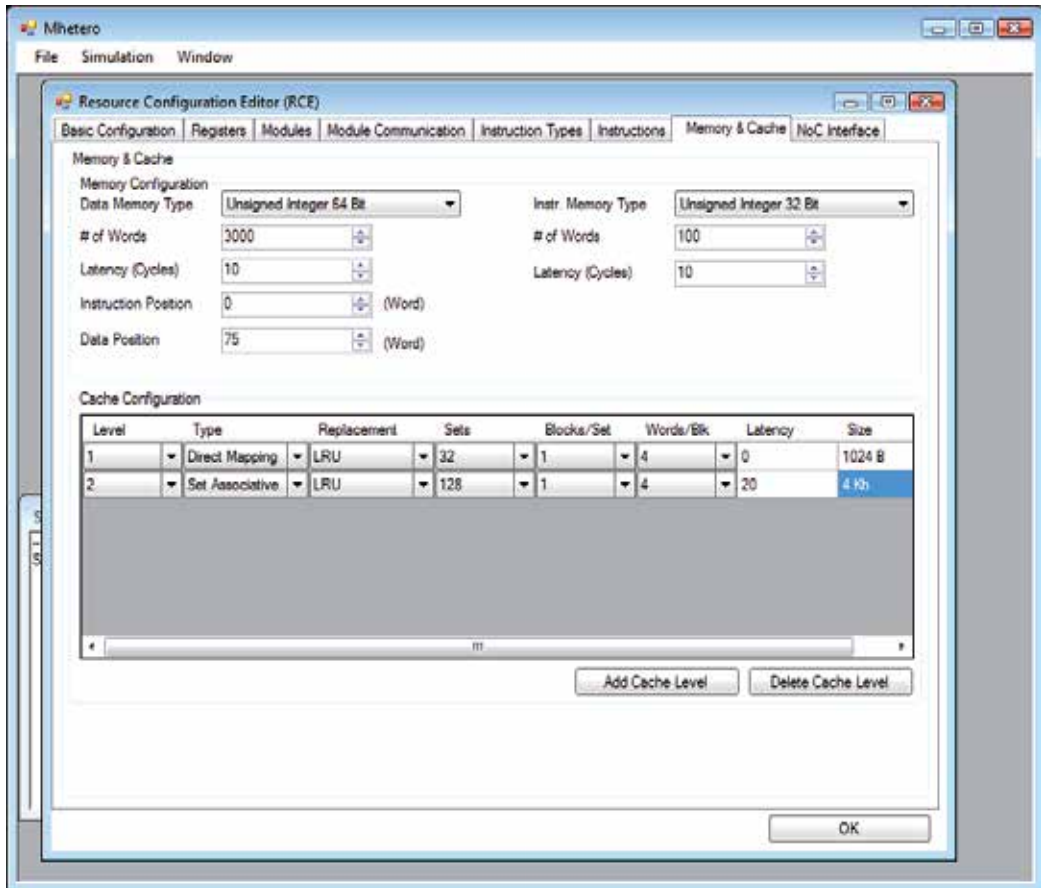 Mhetero
File Simulation Window
Resource Configuration Editor (RCE)
Basic Configuration Registers Modules Module Communication Instruction Types Instructions Memory & Cache NoC Interface
Memory & Cache
Memory Configuration
Data Memory Type Unsigned Integer 64 Bit Instr. Memory Type Unsigned Integer 32 Bit
# of Words 3000 # of Words 100
Latency (Cycles) 10 Latency (Cycles) 10
Instruction Position 0 (Word)
Data Position 75 (Word)
Cache Configuration
Level Type Replacement Sets Blocks/Set Words/Blk Latency Size
1 Direct Mapping LRU 32 1 4 0 1024 B
2 Set Associative LRU 128 1 4 20 4 Kb
S
S
Add Cache Level Delete Cache Level
OK